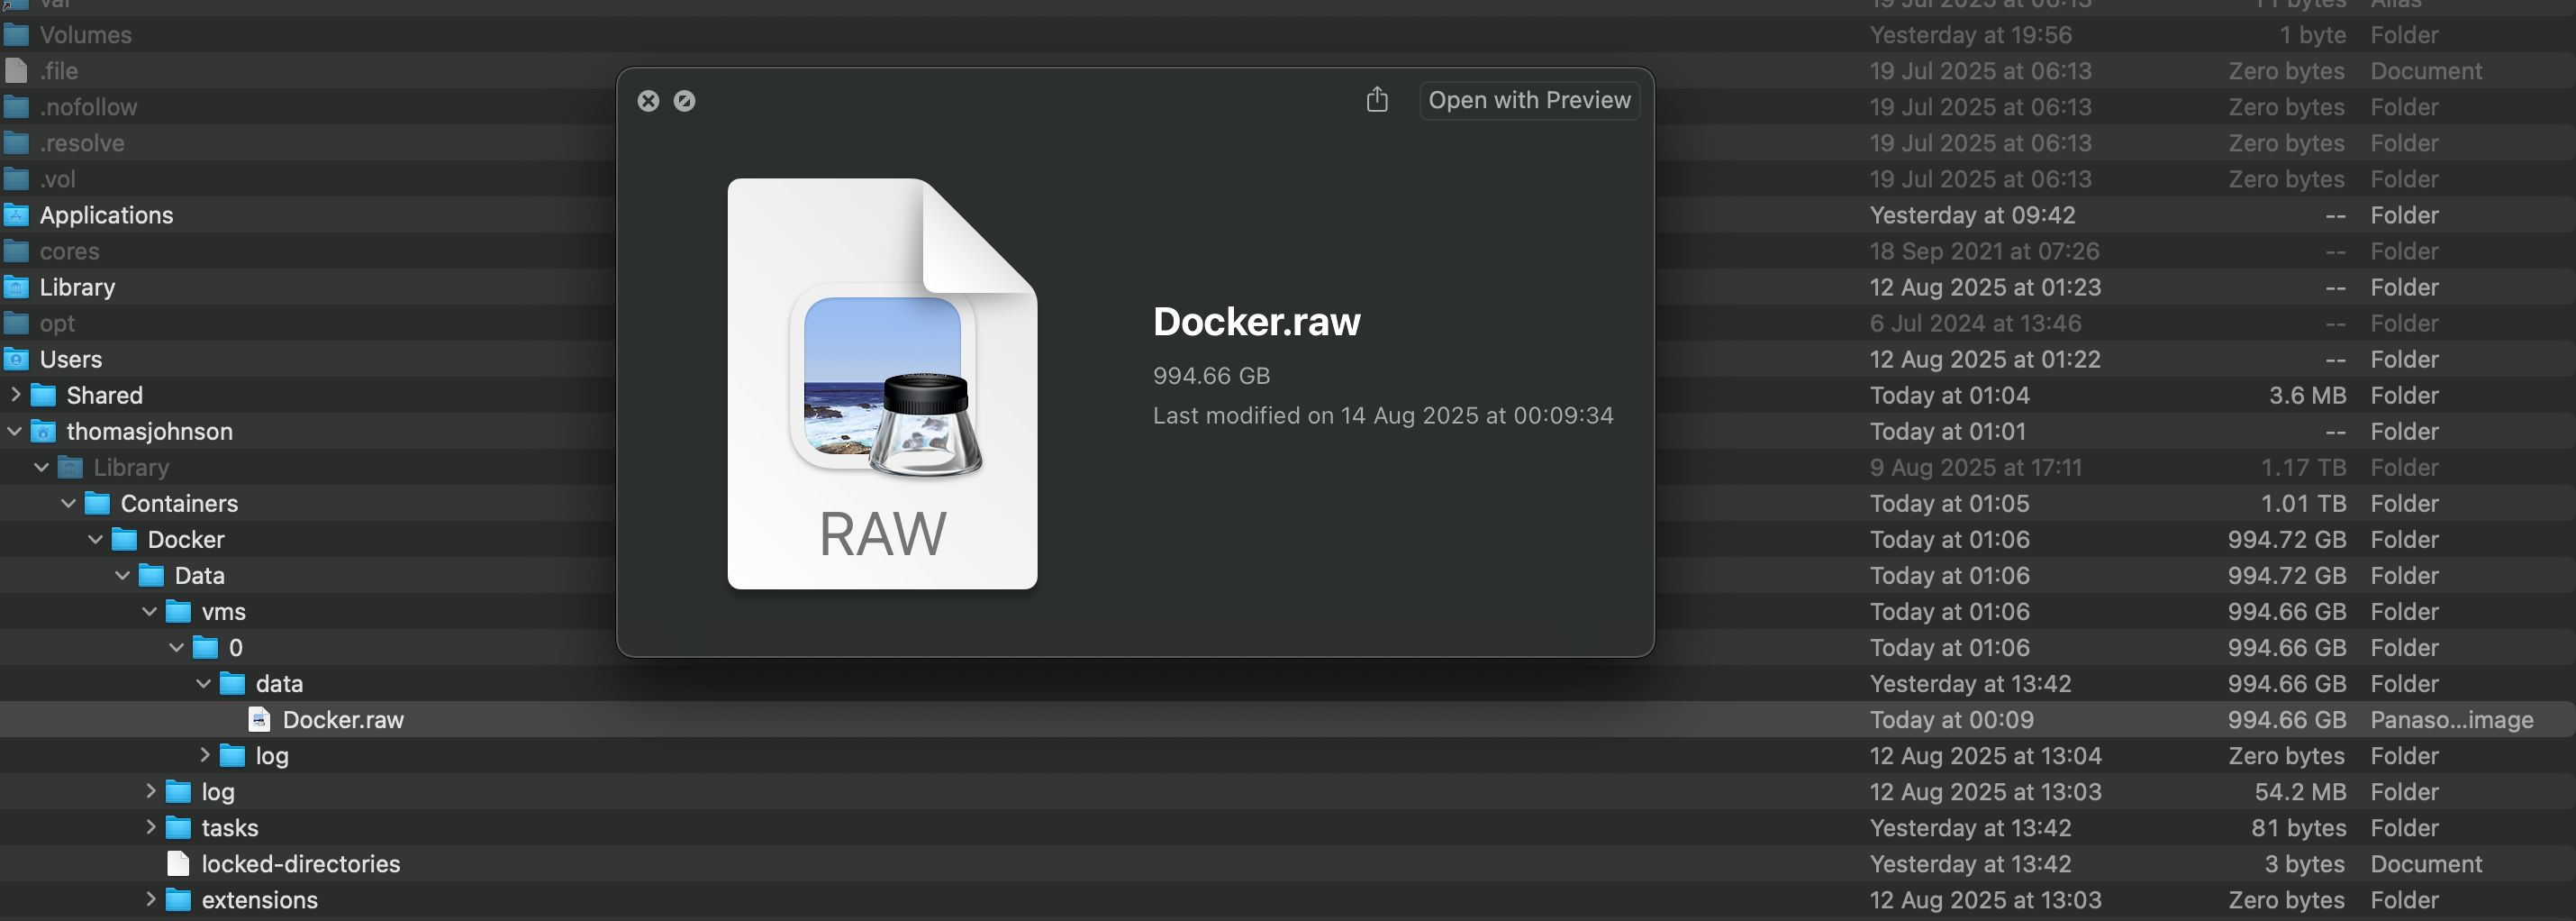 var 19 Jul 2025 at 06:13 11 bytes Alias
Volumes Yesterday at 19:56 1 byte Folder
.file 19 Jul 2025 at 06:13 Zero bytes Document
.nofollow 19 Jul 2025 at 06:13 Zero bytes Folder
.resolve 19 Jul 2025 at 06:13 Zero bytes Folder
.vol 19 Jul 2025 at 06:13 Zero bytes Folder
Applications Yesterday at 09:42 -- Folder
cores 18 Sep 2021 at 07:26 -- Folder
Library 12 Aug 2025 at 01:23 -- Folder
opt 6 Jul 2024 at 13:46 -- Folder
Users 12 Aug 2025 at 01:22 -- Folder
Shared Today at 01:04 3.6 MB Folder
thomasjohnson Today at 01:01 -- Folder
Library 9 Aug 2025 at 17:11 1.17 TB Folder
Containers Today at 01:05 1.01 TB Folder
Docker Today at 01:06 994.72 GB Folder
Data Today at 01:06 994.72 GB Folder
vms Today at 01:06 994.66 GB Folder
0 Today at 01:06 994.66 GB Folder
data Yesterday at 13:42 994.66 GB Folder
Docker.raw Today at 00:09 994.66 GB Panaso...image
log 12 Aug 2025 at 13:04 Zero bytes Folder
log 12 Aug 2025 at 13:03 54.2 MB Folder
tasks Yesterday at 13:42 81 bytes Folder
locked-directories Yesterday at 13:42 3 bytes Document
extensions 12 Aug 2025 at 13:03 Zero bytes Folder
Open with Preview
RAW
Docker.raw
994.66 GB
Last modified on 14 Aug 2025 at 00:09:34